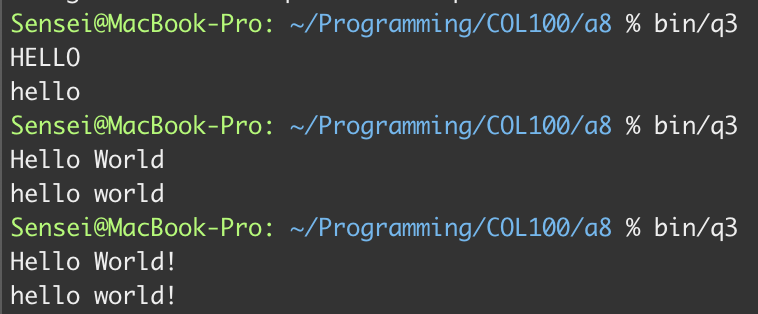 Sensei@MacBook-Pro: ~/Programming/COL100/a8 % bin/q3
HELLO
hello
Sensei@MacBook-Pro: ~/Programming/COL100/a8 % bin/q3
Hello World
hello world
Sensei@MacBook-Pro: ~/Programming/COL100/a8 % bin/q3
Hello World!
hello world!